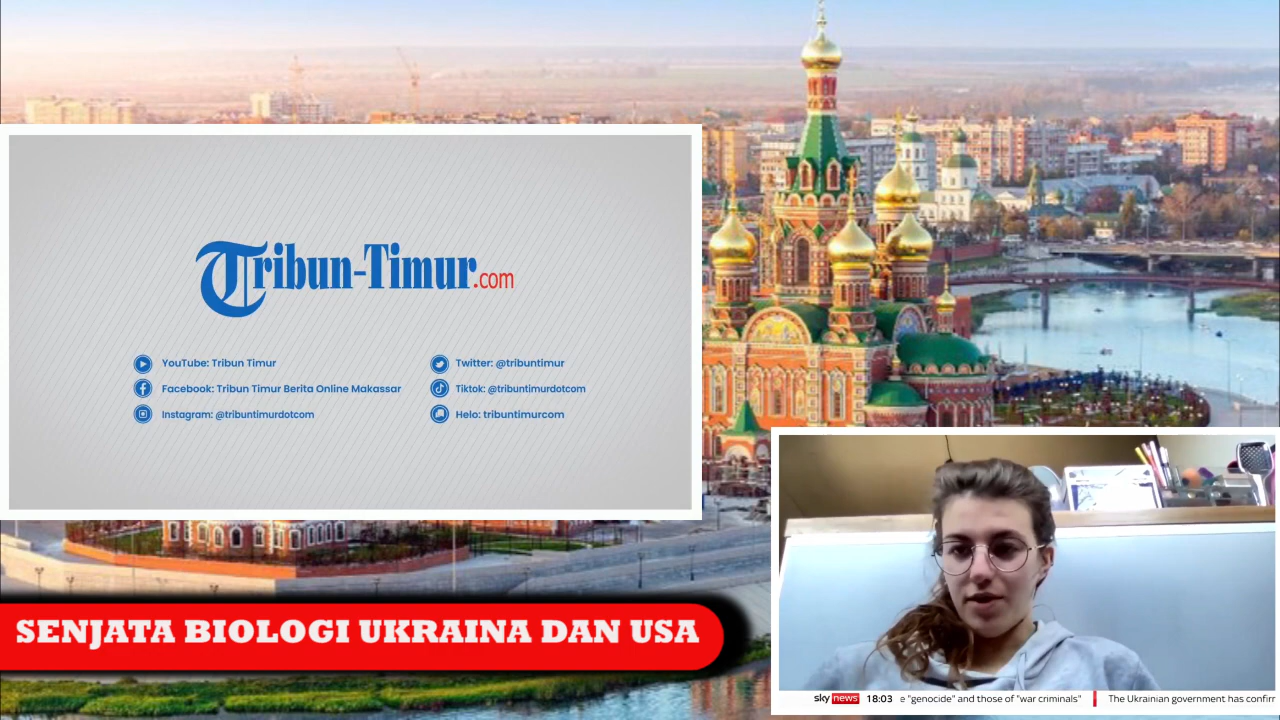 Tribun-Timur.com
YouTube: Tribun Timur
Facebook: Tribun Timur Berita Online Makassar
Instagram: @tribuntimurdotcom
Twitter: @tribuntimur
Tiktok: @tribuntimurdotcom
Helo: tribuntimurcom
SENJATA BIOLOGI UKRAINA DAN USA
sky news 18:03 e "genocide" and those of "war criminals" The Ukrainian government has confirm